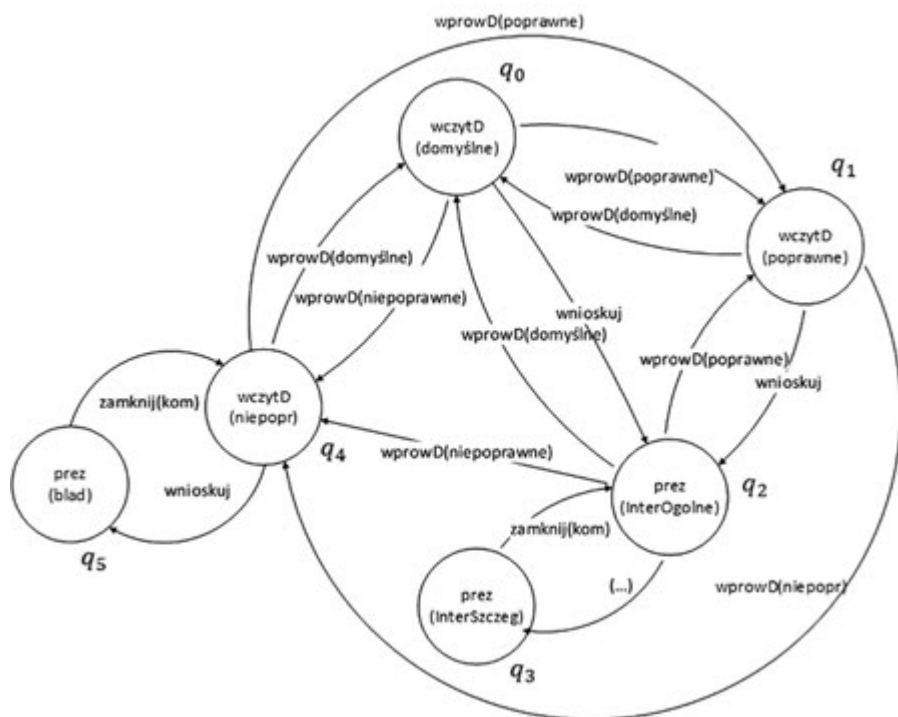 wprowD(poprawne)
q0
wczytD
(domyślne)
q1
wprowD(poprawne)
wprowD(domyślne)
wczytD
(poprawne)
wprowD(domyślne)
wprowD(niepoprawne)
wnioskuj
wprowD(domyślne)
wprowD(poprawne)
wnioskuj
zamknij(kom)
wczytD
(niepopr)
q4
wprowD(niepoprawne)
prez
(blad)
wnioskuj
q5
prez
(InterOgolne)
q2
zamknij(kom)
(...)
wprowD(niepopr)
prez
(InterSzczeg)
q3